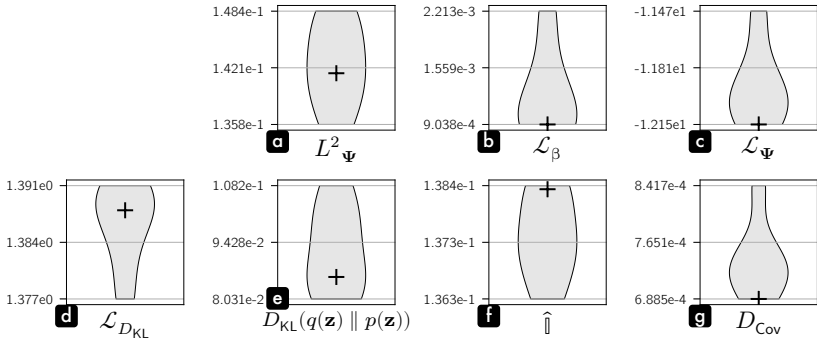 1.484e-1
1.421e-1
1.358e-1
a
L²_Ψ
2.213e-3
1.559e-3
9.038e-4
b
ℒ_β
-1.147e1
-1.181e1
-1.215e1
c
ℒ_Ψ
1.391e0
1.384e0
1.377e0
d
ℒ_{D_KL}
1.082e-1
9.428e-2
8.031e-2
e
D_KL(q(z) ∥ p(z))
1.384e-1
1.373e-1
1.363e-1
f
𝕀̂
8.417e-4
7.651e-4
6.885e-4
g
D_Cov